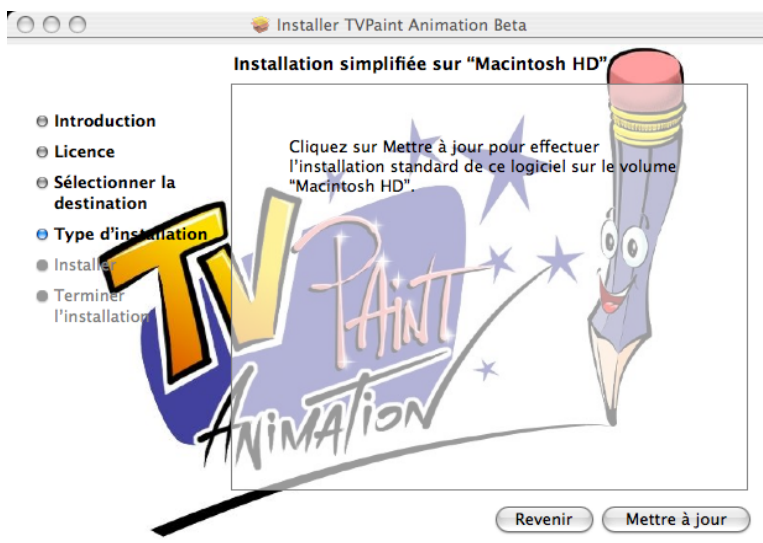 Installer TVPaint Animation Beta
Installation simplifiée sur “Macintosh HD”
Introduction
Licence
Sélectionner la
destination
Type d’installation
Installer
Terminer
l’installation
Cliquez sur Mettre à jour pour effectuer
l’installation standard de ce logiciel sur le volume
“Macintosh HD”.
TV
PAiNT
ANiMATiON
Revenir
Mettre à jour